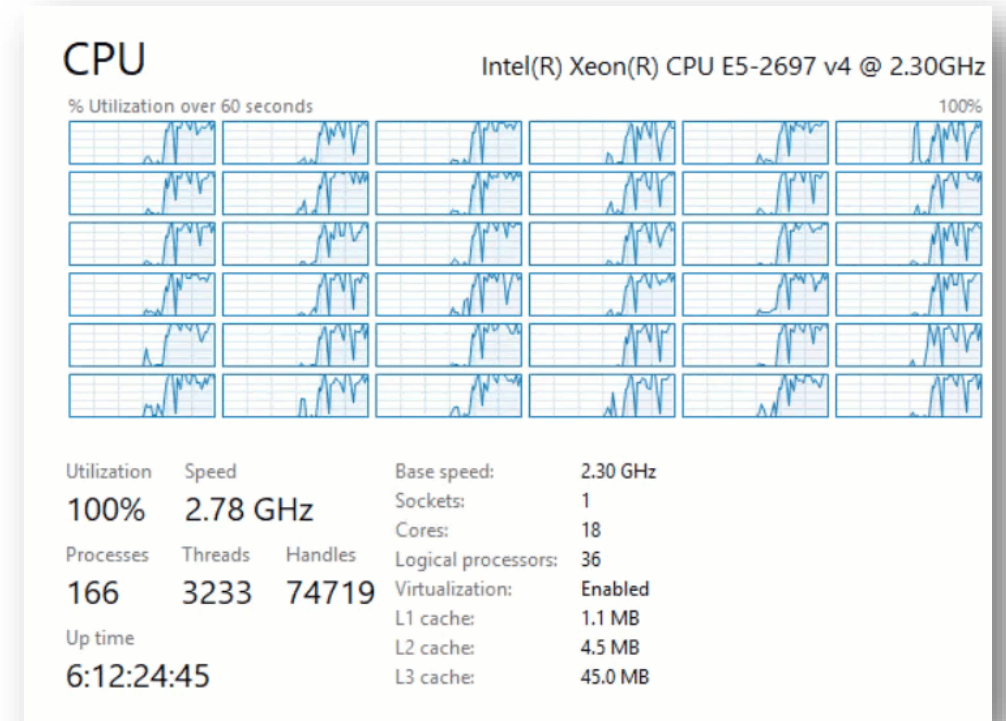 CPU
Intel(R) Xeon(R) CPU E5-2697 v4 @ 2.30GHz
% Utilization over 60 seconds
100%
Utilization Speed
100% 2.78 GHz
Processes Threads Handles
166 3233 74719
Up time
6:12:24:45
Base speed: 2.30 GHz
Sockets: 1
Cores: 18
Logical processors: 36
Virtualization: Enabled
L1 cache: 1.1 MB
L2 cache: 4.5 MB
L3 cache: 45.0 MB